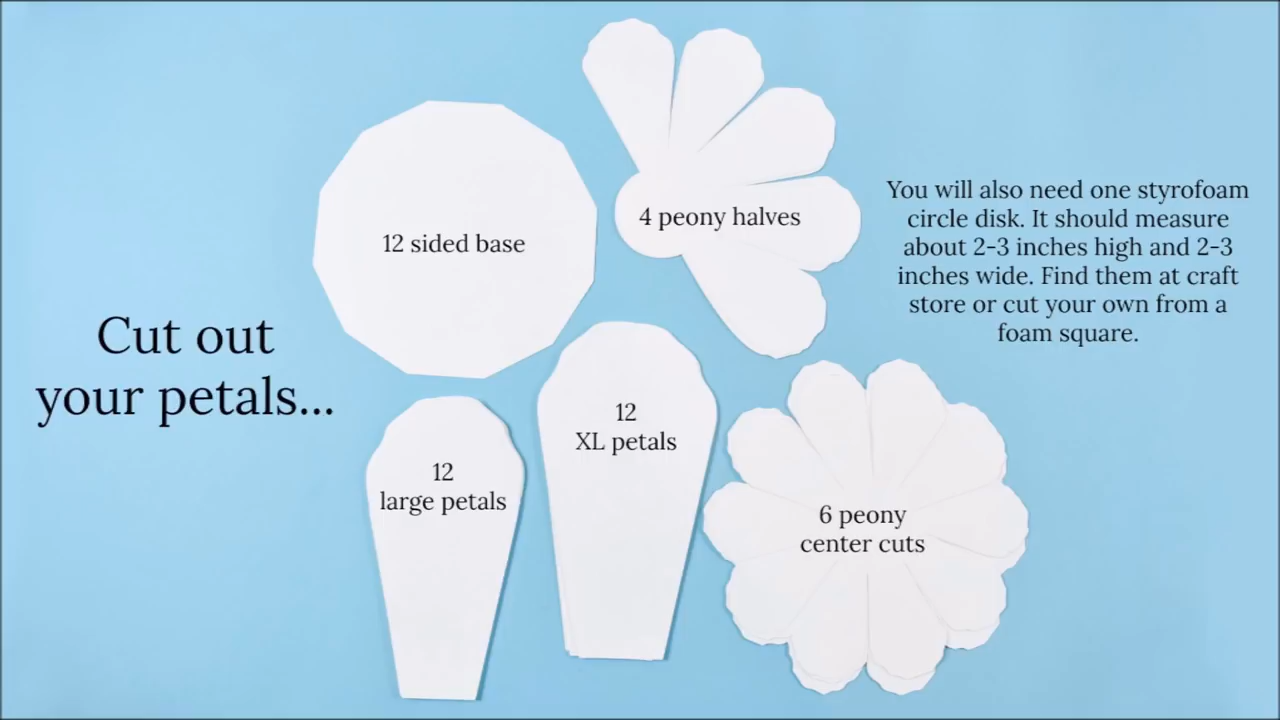 Cut out
your petals...
12 sided base
4 peony halves
You will also need one styrofoam
circle disk. It should measure
about 2-3 inches high and 2-3
inches wide. Find them at craft
store or cut your own from a
foam square.
12
large petals
12
XL petals
6 peony
center cuts